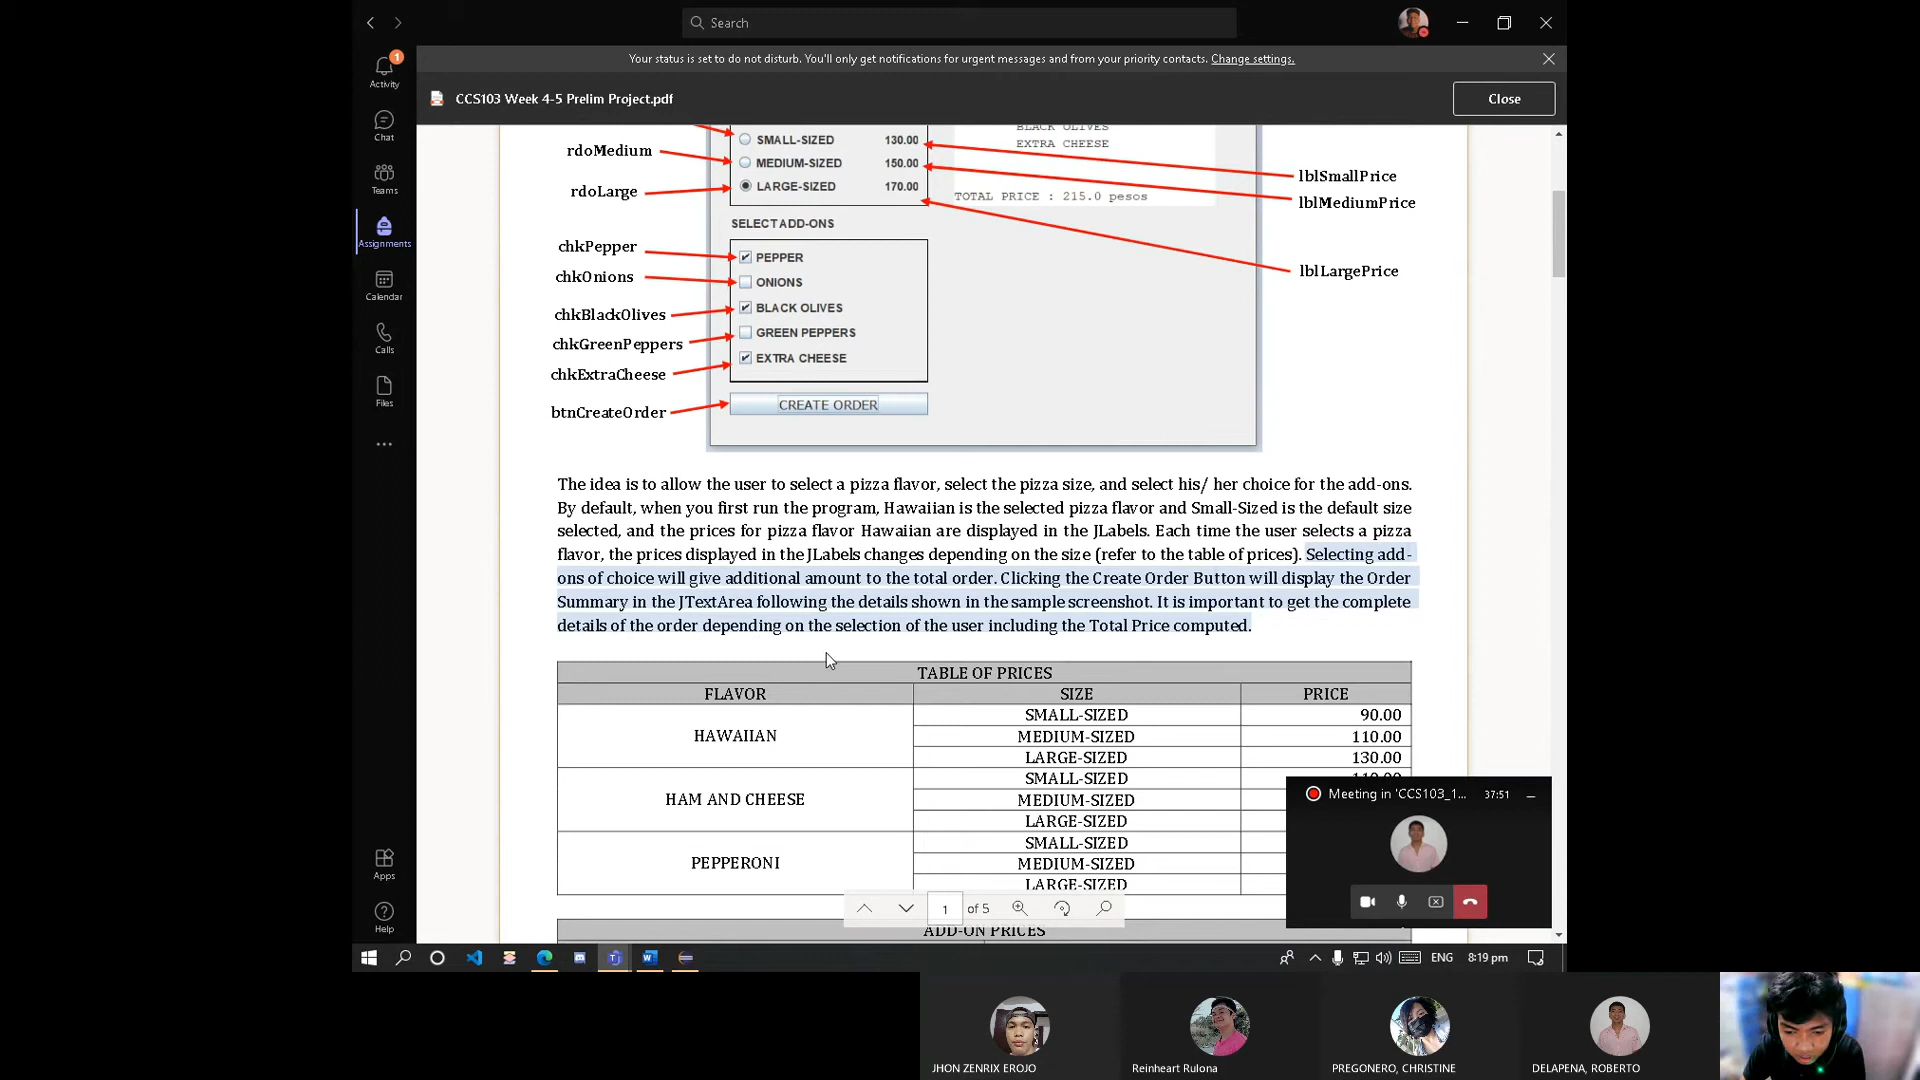 Search
Your status is set to do not disturb. You'll only get notifications for urgent messages and from your priority contacts. Change settings.
1
Activity
Chat
Teams
Assignments
Calendar
Calls
Files
Apps
Help
CCS103 Week 4-5 Prelim Project.pdf
Close
BLACK OLIVES
SMALL-SIZED 130.00
EXTRA CHEESE
rdoMedium
MEDIUM-SIZED 150.00
lblSmallPrice
rdoLarge
LARGE-SIZED 170.00
TOTAL PRICE : 215.0 pesos
lblMediumPrice
SELECT ADD-ONS
chkPepper
PEPPER
lblLargePrice
chkOnions
ONIONS
chkBlackOlives
BLACK OLIVES
chkGreenPeppers
GREEN PEPPERS
chkExtraCheese
EXTRA CHEESE
btnCreateOrder
CREATE ORDER
The idea is to allow the user to select a pizza flavor, select the pizza size, and select his/ her choice for the add-ons.
By default, when you first run the program, Hawaiian is the selected pizza flavor and Small-Sized is the default size
selected, and the prices for pizza flavor Hawaiian are displayed in the JLabels. Each time the user selects a pizza
flavor, the prices displayed in the JLabels changes depending on the size (refer to the table of prices). Selecting add-
ons of choice will give additional amount to the total order. Clicking the Create Order Button will display the Order
Summary in the JTextArea following the details shown in the sample screenshot. It is important to get the complete
details of the order depending on the selection of the user including the Total Price computed.
TABLE OF PRICES
FLAVOR SIZE PRICE
HAWAIIAN
SMALL-SIZED 90.00
MEDIUM-SIZED 110.00
LARGE-SIZED 130.00
HAM AND CHEESE
SMALL-SIZED
MEDIUM-SIZED
LARGE-SIZED
PEPPERONI
SMALL-SIZED
MEDIUM-SIZED
LARGE-SIZED
ADD-ON PRICES
1 of 5
Meeting in 'CCS103_1... 37:51
ENG 8:19 pm
JHON ZENRIX EROJO
Reinheart Rulona
PREGONERO, CHRISTINE
DELAPENA, ROBERTO